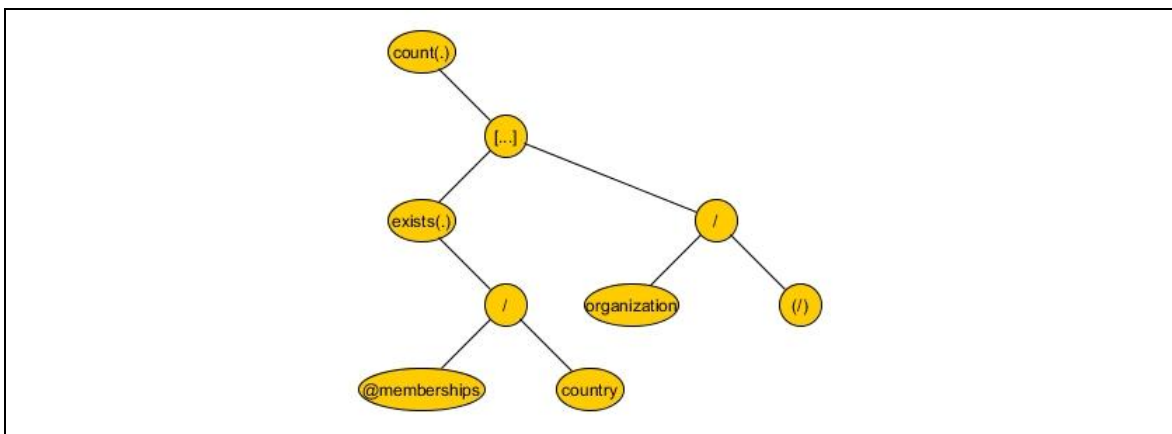 count(.)
[...]
exists(.)
/
/
organization
(/)
@memberships
country